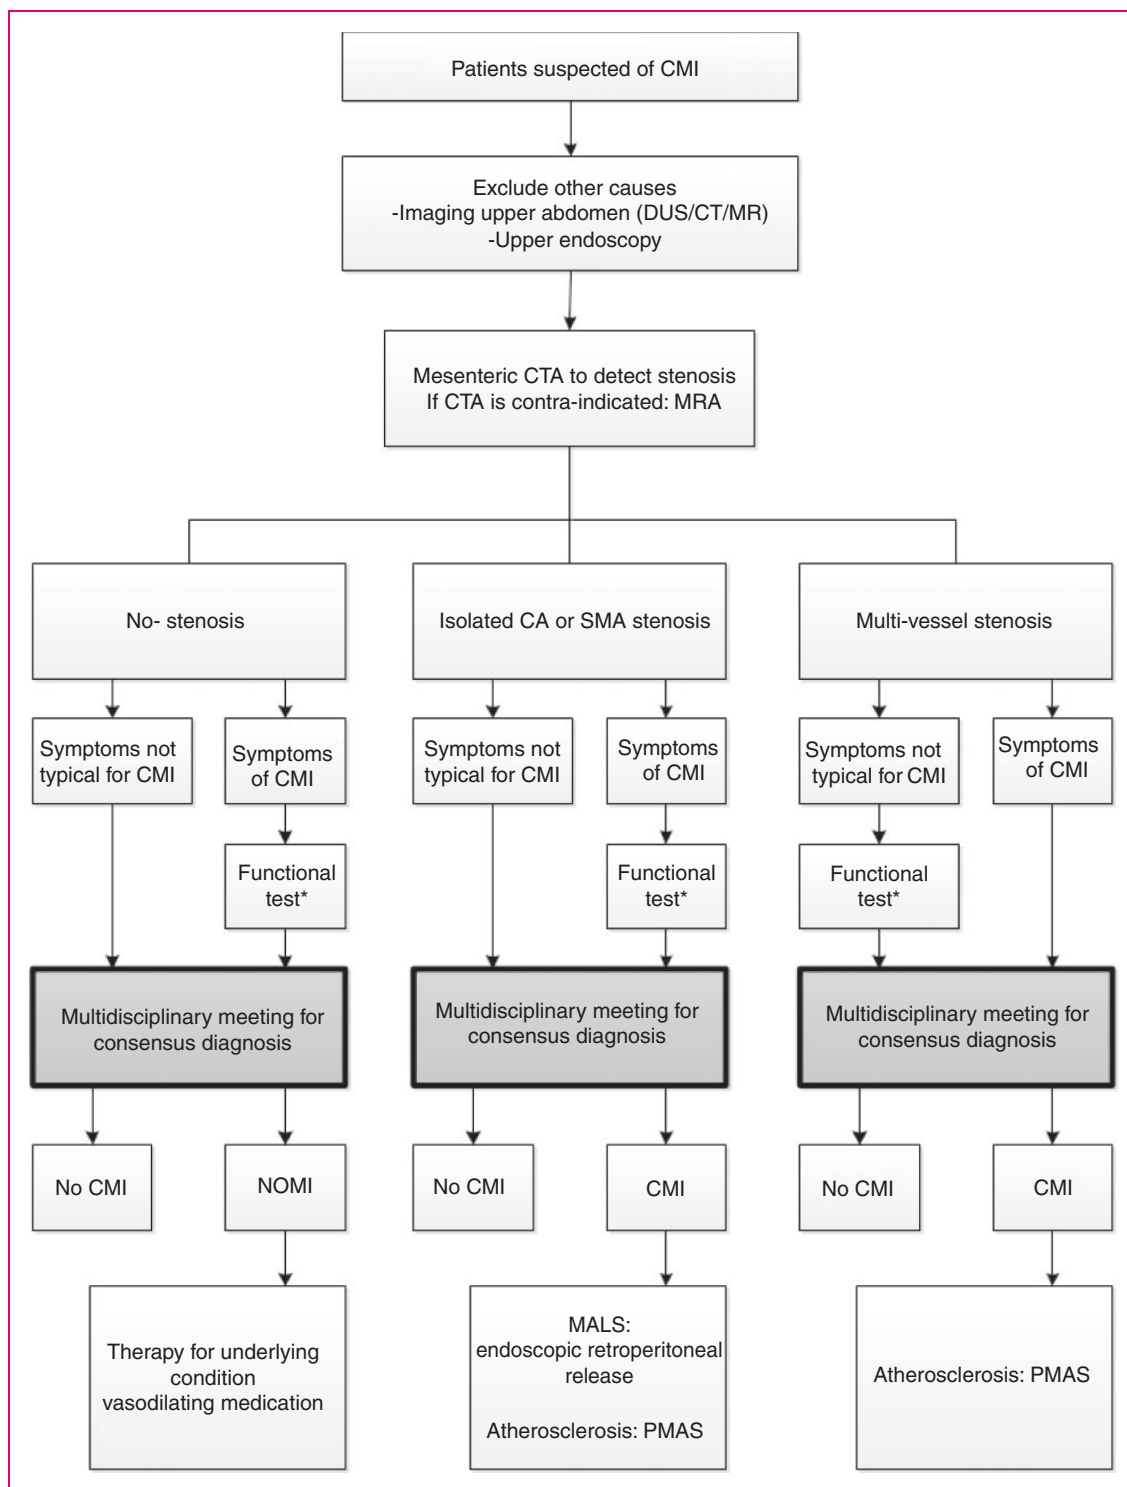 Patients suspected of CMI
Exclude other causes
-Imaging upper abdomen (DUS/CT/MR)
-Upper endoscopy
Mesenteric CTA to detect stenosis
If CTA is contra-indicated: MRA
No- stenosis
Isolated CA or SMA stenosis
Multi-vessel stenosis
Symptoms not
typical for CMI
Symptoms
of CMI
Symptoms not
typical for CMI
Symptoms
of CMI
Symptoms not
typical for CMI
Symptoms
of CMI
Functional
test*
Functional
test*
Functional
test*
Multidisciplinary meeting for
consensus diagnosis
Multidisciplinary meeting for
consensus diagnosis
Multidisciplinary meeting for
consensus diagnosis
No CMI
NOMI
No CMI
CMI
No CMI
CMI
Therapy for underlying
condition
vasodilating medication
MALS:
endoscopic retroperitoneal
release
Atherosclerosis: PMAS
Atherosclerosis: PMAS